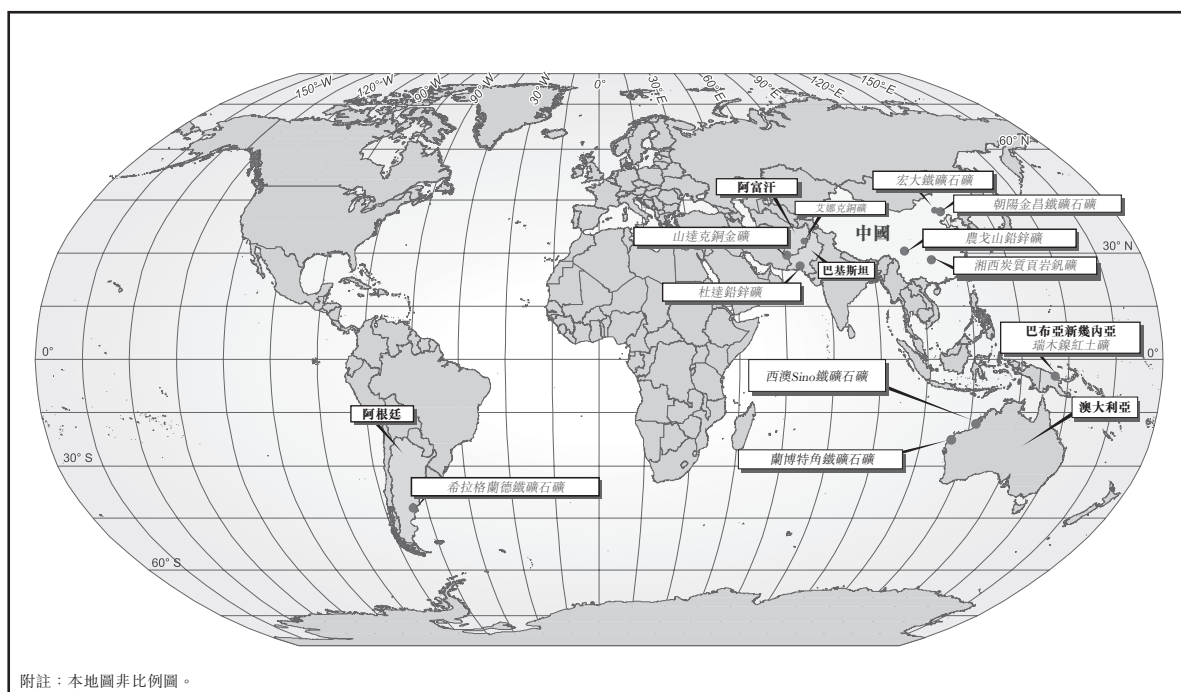 150° W
120° W
90° W
90° W
30° W
0°
30° E
60° E
90° E
120° E
150° E
60° N
宏大鐵礦石礦
阿富汗
艾娜克銅礦
朝陽金昌鐵礦石礦
山達克銅金礦
中國
農戈山鉛鋅礦
30° N
巴基斯坦
湘西炭質頁岩釩礦
杜達鉛鋅礦
巴布亞新幾內亞
瑞木鎳紅土礦
0°
0°
西澳Sino鐵礦石礦
阿根廷
澳大利亞
30° S
蘭博特角鐵礦石礦
希拉格蘭德鐵礦石礦
60° S
附註：本地圖非比例圖。